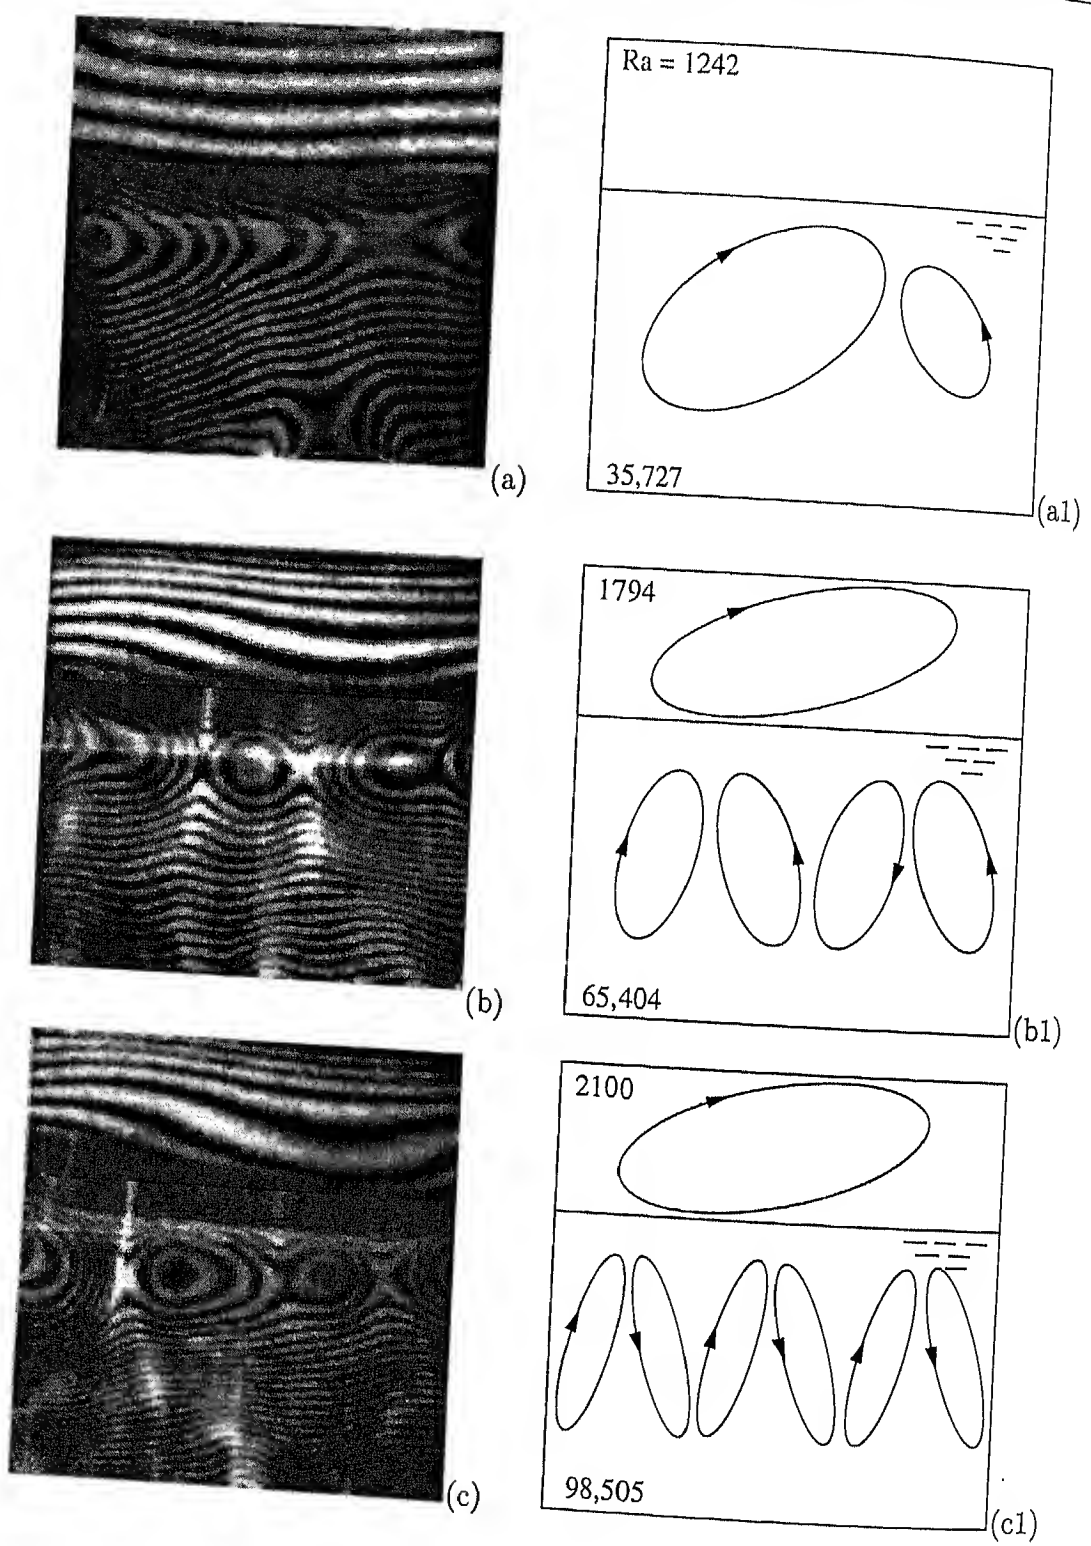 Ra = 1242
35,727
(a)
(a1)
1794
65,404
(b)
(b1)
2100
98,505
(c)
(c1)